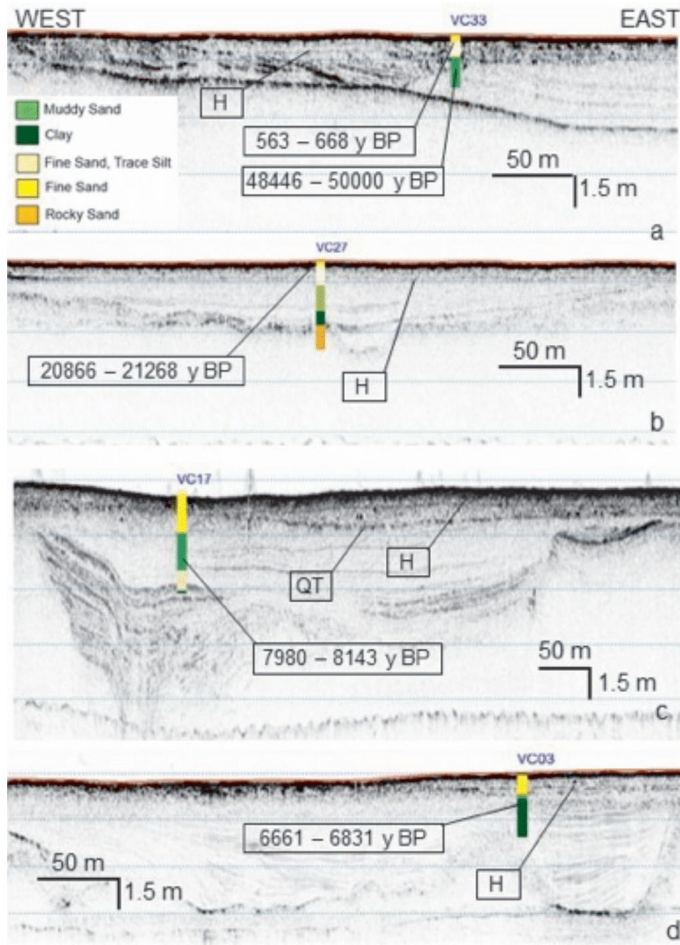 WEST
VC33
EAST
H
Muddy Sand
Clay
Fine Sand, Trace Silt
Fine Sand
Rocky Sand
563 – 668 y BP
48446 – 50000 y BP
50 m
1.5 m
a
VC27
20866 – 21268 y BP
H
50 m
1.5 m
b
VC17
QT
H
7980 – 8143 y BP
50 m
1.5 m
c
VC03
6661 – 6831 y BP
50 m
1.5 m
H
d